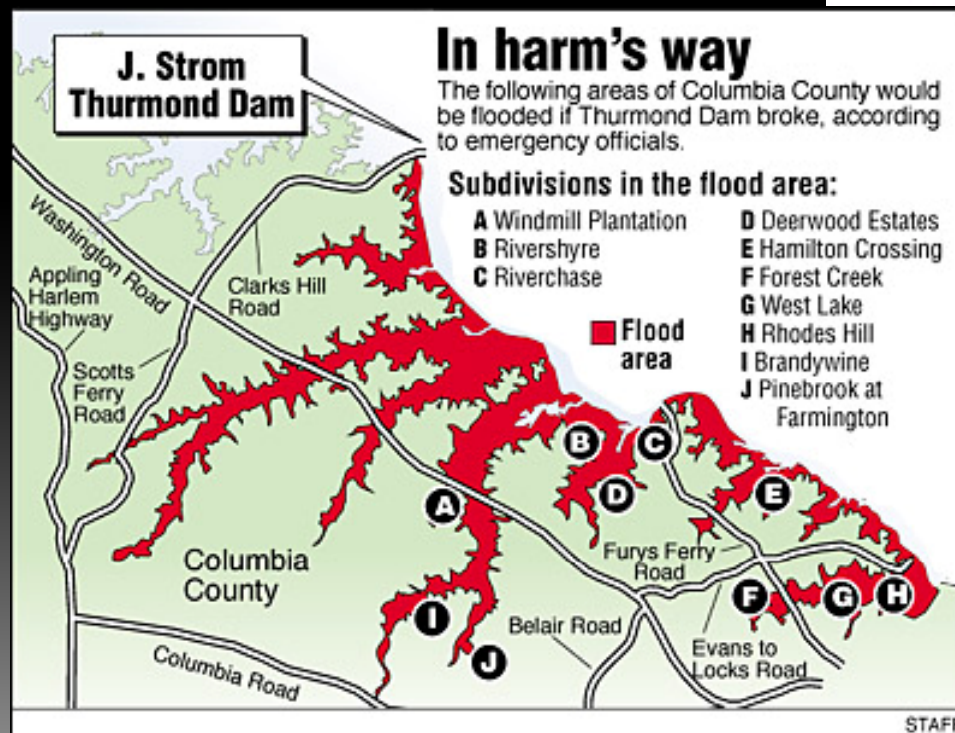 J. Strom
Thurmond Dam
In harm's way
The following areas of Columbia County would
be flooded if Thurmond Dam broke, according
to emergency officials.
Subdivisions in the flood area:
A Windmill Plantation
B Rivershyre
C Riverchase
D Deerwood Estates
E Hamilton Crossing
F Forest Creek
G West Lake
H Rhodes Hill
I Brandywine
J Pinebrook at
Farmington
Flood
area
Washington Road
Appling
Harlem
Highway
Clarks Hill
Road
Scotts
Ferry
Road
B
C
D
E
A
Columbia
County
Furys Ferry
Road
F
G
H
I
J
Belair Road
Evans to
Locks Road
Columbia Road
STAFF